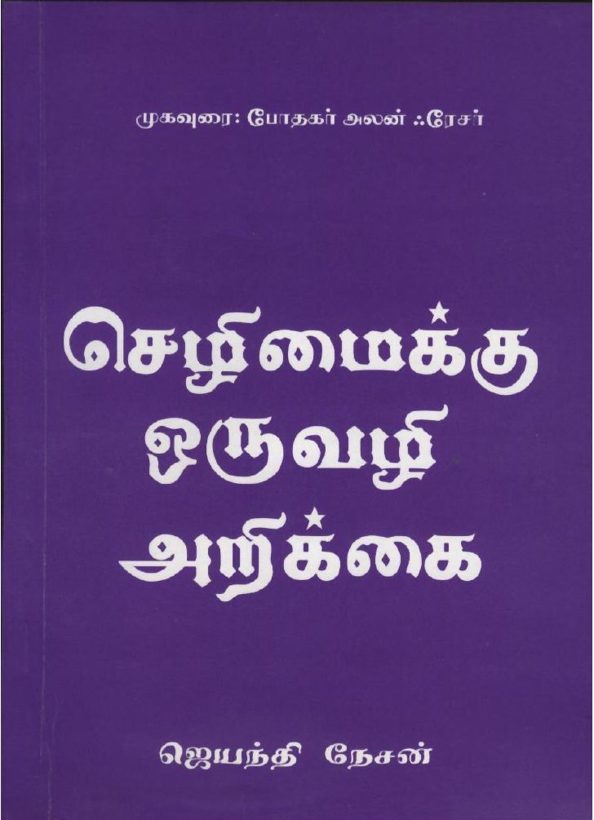 முகவுரை: போதகர் அலன் ஃரேசர்
செழிமைக்கு
ஒருவழி
அறிக்கை
ஜெயந்தி நேசன்